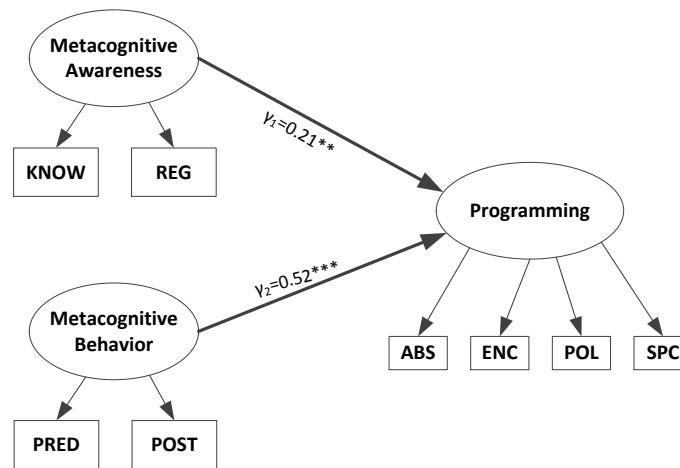 Metacognitive
Awareness
KNOW
REG
γ₁=0.21**
Programming
γ₂=0.52***
Metacognitive
Behavior
ABS
ENC
POL
SPC
PRED
POST